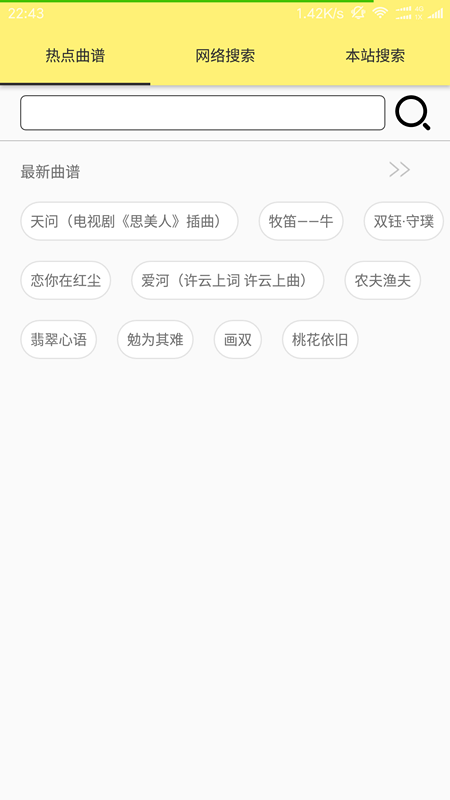 22:43 1.42K/s
热点曲谱 网络搜索 本站搜索
最新曲谱
天问（电视剧《思美人》插曲） 牧笛——牛 双钰·守璞
恋你在红尘 爱河（许云上词 许云上曲） 农夫渔夫
翡翠心语 勉为其难 画双 桃花依旧